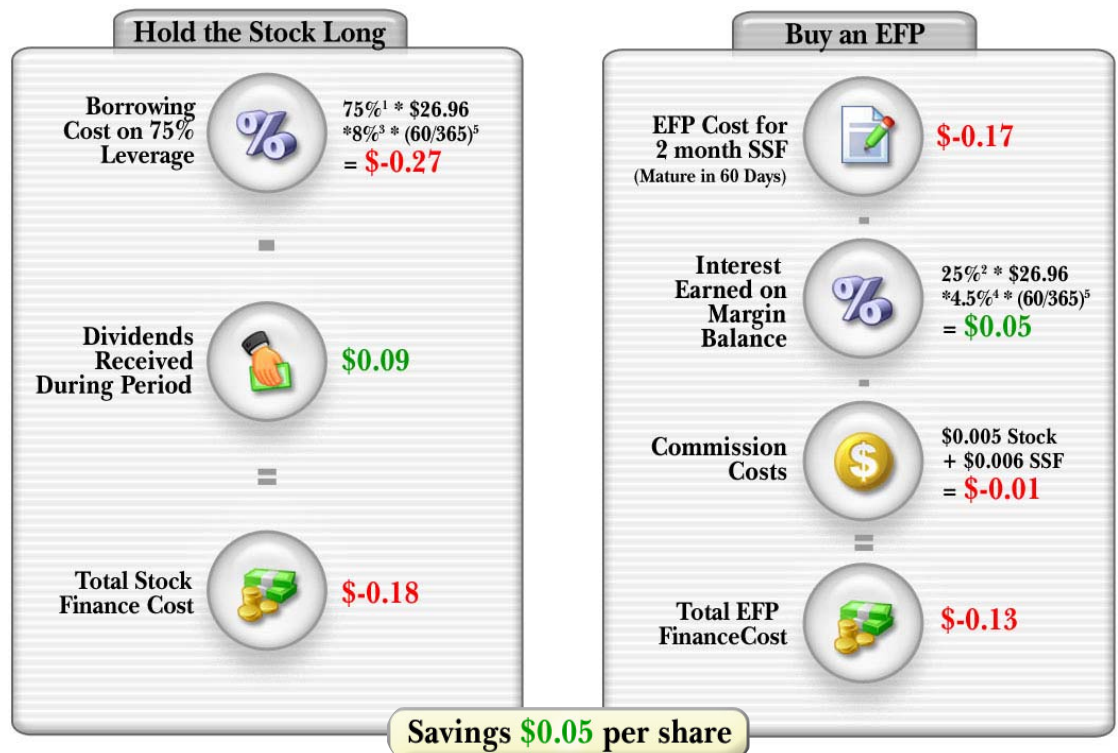 Hold the Stock Long
Borrowing
Cost on 75%
Leverage
75%¹ * $26.96
*8%³ * (60/365)⁵
= $-0.27
-
Dividends
Received
During Period
$0.09
=
Total Stock
Finance Cost
$-0.18
Buy an EFP
EFP Cost for
2 month SSF
(Mature in 60 Days)
$-0.17
-
Interest
Earned on
Margin
Balance
25%² * $26.96
*4.5%⁴ * (60/365)⁵
= $0.05
-
Commission
Costs
$0.005 Stock
+ $0.006 SSF
= $-0.01
=
Total EFP
FinanceCost
$-0.13
Savings $0.05 per share